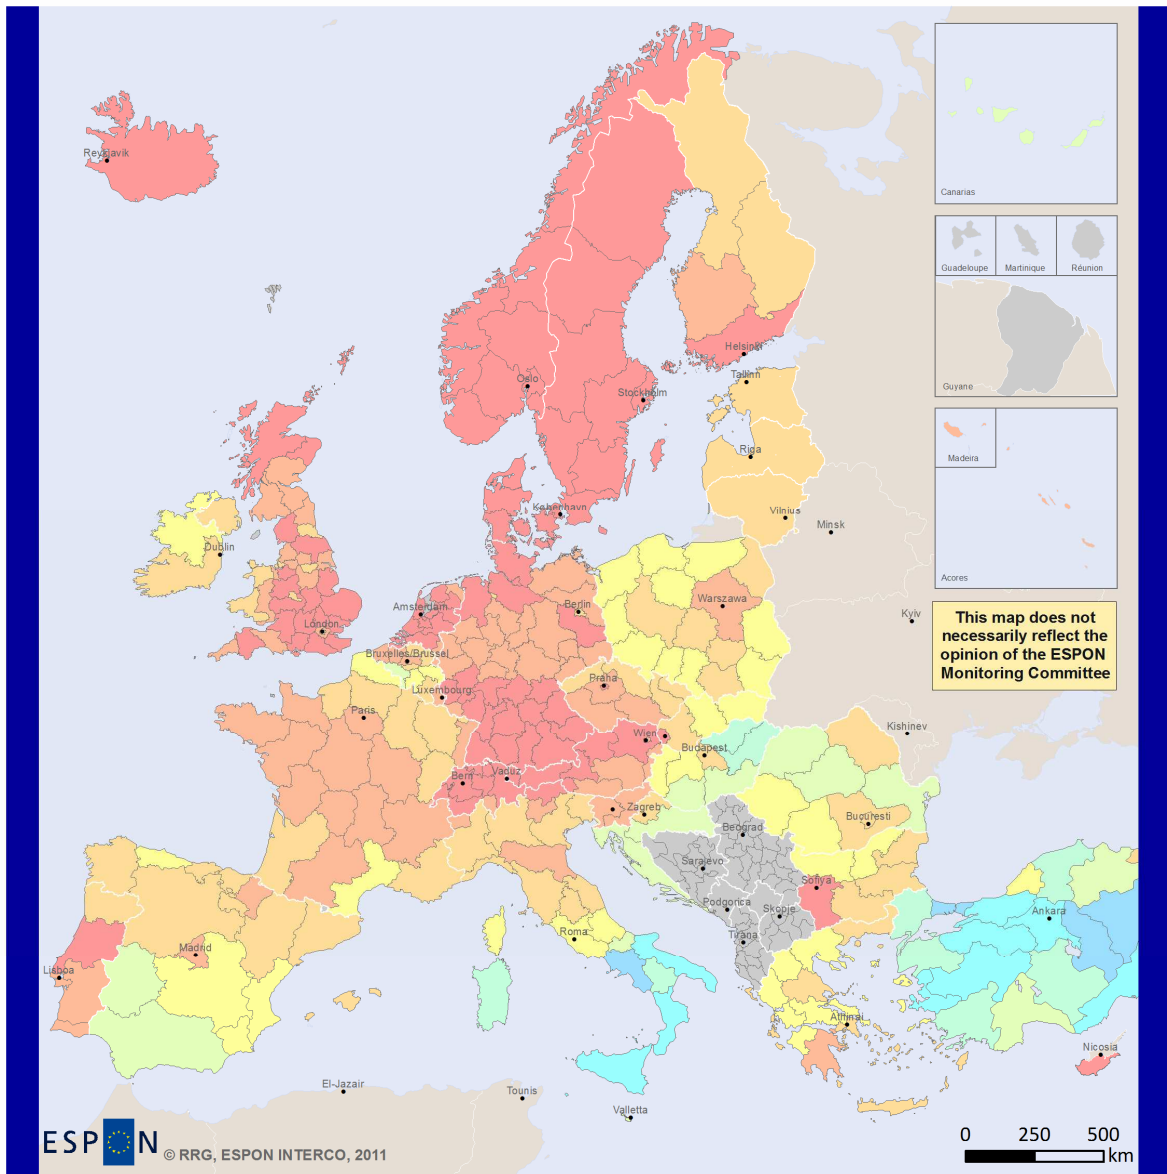 Canarias
Reykjavik
Guadeloupe
Martinique
Réunion
Guyane
Helsinki
Tallinn
Oslo
Stockholm
Madeira
Riga
København
Vilnius
Minsk
Dublin
Acores
Amsterdam
Berlin
Warszawa
Kyiv
This map does not
necessarily reflect the
opinion of the ESPON
Monitoring Committee
London
Bruxelles/Brussel
Praha
Luxembourg
Paris
Kishinev
Wien
Budapest
Bern
Vaduz
Zagreb
Bucuresti
Beograd
Sarajevo
Sofiya
Podgorica
Skopje
Ankara
Roma
Tirana
Madrid
Lisboa
Athinai
Nicosia
El-Jazair
Tounis
Valletta
ESPON
© RRG, ESPON INTERCO, 2011
0 250 500
km